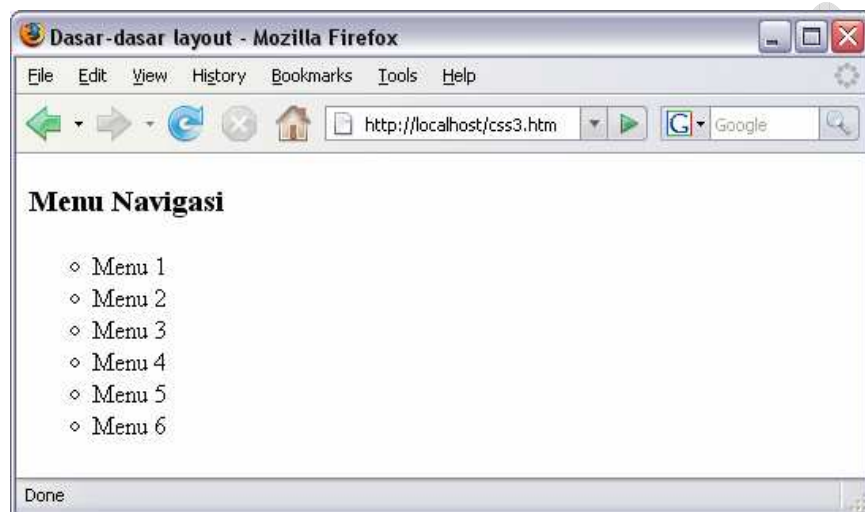 Dasar-dasar layout - Mozilla Firefox
File Edit View History Bookmarks Tools Help
http://localhost/css3.htm G Google
Menu Navigasi
Menu 1
Menu 2
Menu 3
Menu 4
Menu 5
Menu 6
Done